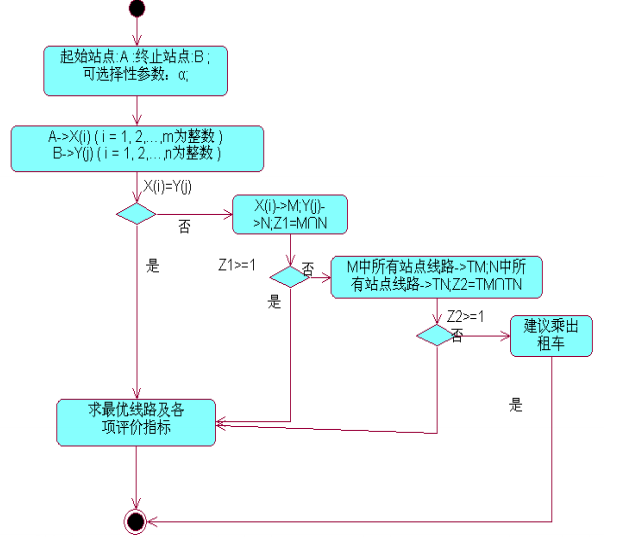 起始站点:A :终止站点:B ;
可选择性参数：α;
A->X(i) ( i = 1, 2,...,m为整数 )
B->Y(j) ( i = 1, 2,...,n为整数 )
X(i)=Y(j)
否
是
X(i)->M;Y(j)-
>N;Z1=M∩N
Z1>=1
否
是
M中所有站点线路->TM;N中所
有站点线路->TN;Z2=TM∩TN
Z2>=1
否
建议乘出
租车
是
求最优线路及各
项评价指标